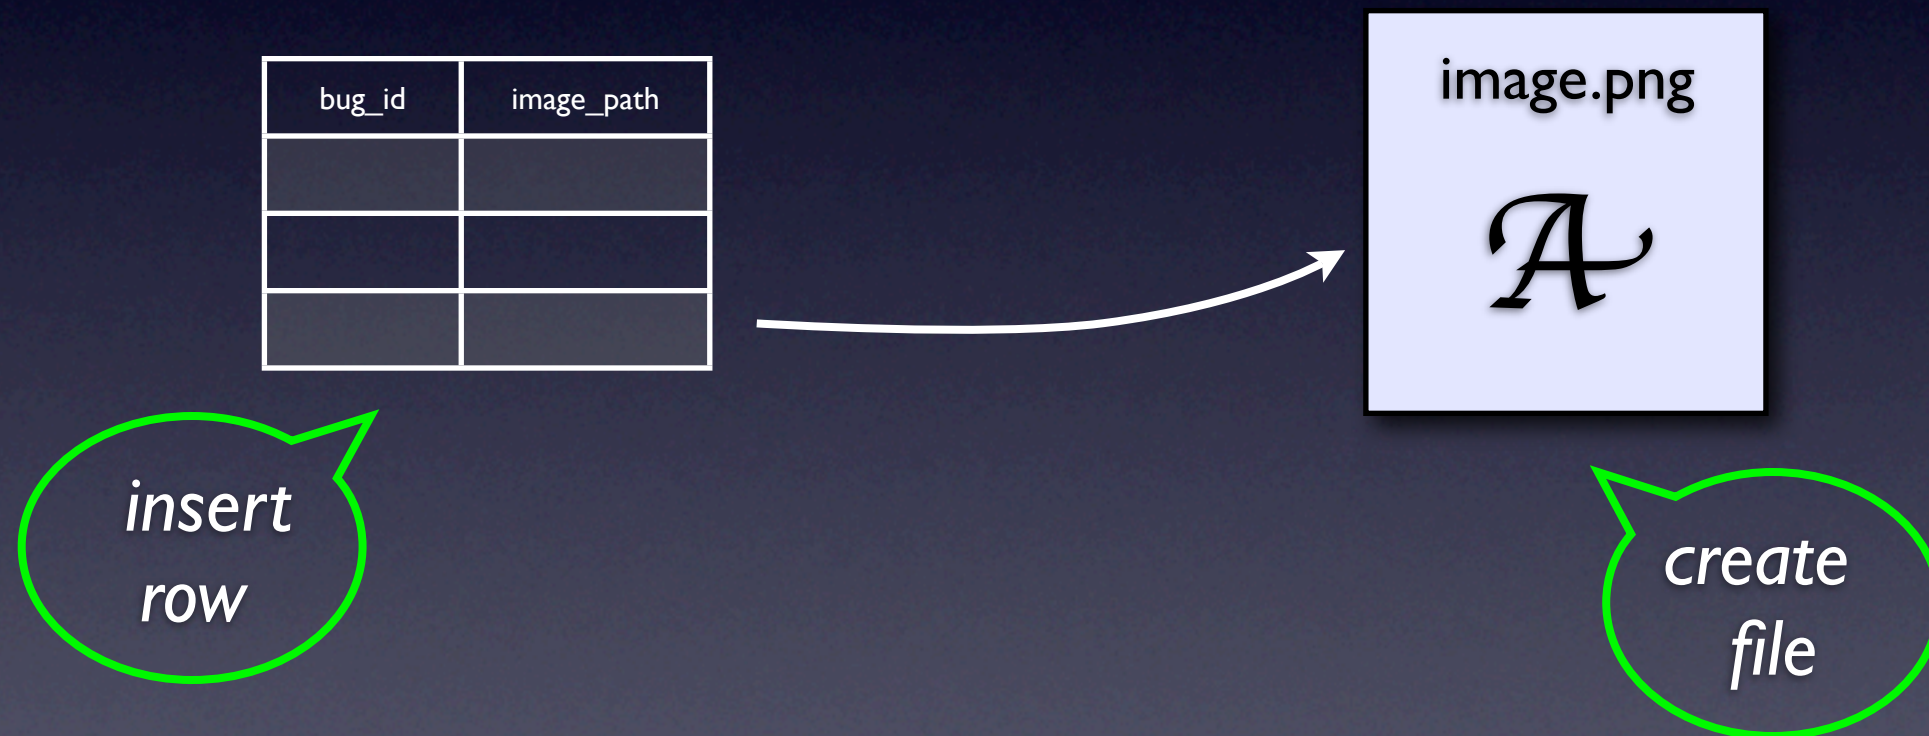 bug_id image_path
image.png
A
insert
row
create
file